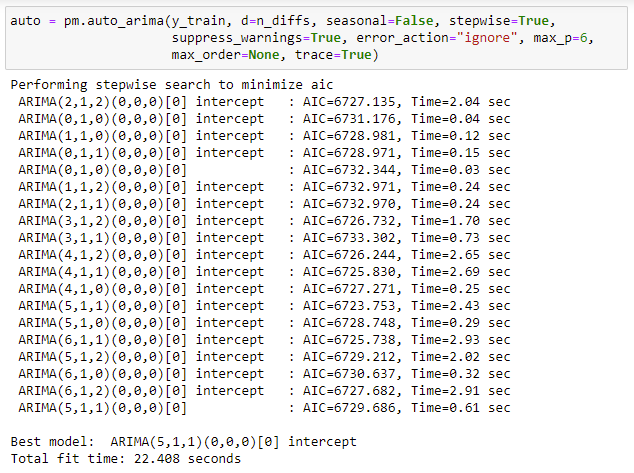 auto = pm.auto_arima(y_train, d=n_diffs, seasonal=False, stepwise=True,
                     suppress_warnings=True, error_action="ignore", max_p=6,
                     max_order=None, trace=True)
Performing stepwise search to minimize aic
 ARIMA(2,1,2)(0,0,0)[0] intercept   : AIC=6727.135, Time=2.04 sec
 ARIMA(0,1,0)(0,0,0)[0] intercept   : AIC=6731.176, Time=0.04 sec
 ARIMA(1,1,0)(0,0,0)[0] intercept   : AIC=6728.981, Time=0.12 sec
 ARIMA(0,1,1)(0,0,0)[0] intercept   : AIC=6728.971, Time=0.15 sec
 ARIMA(0,1,0)(0,0,0)[0]             : AIC=6732.344, Time=0.03 sec
 ARIMA(1,1,2)(0,0,0)[0] intercept   : AIC=6732.971, Time=0.24 sec
 ARIMA(2,1,1)(0,0,0)[0] intercept   : AIC=6732.970, Time=0.24 sec
 ARIMA(3,1,2)(0,0,0)[0] intercept   : AIC=6726.732, Time=1.70 sec
 ARIMA(3,1,1)(0,0,0)[0] intercept   : AIC=6733.302, Time=0.73 sec
 ARIMA(4,1,2)(0,0,0)[0] intercept   : AIC=6726.244, Time=2.65 sec
 ARIMA(4,1,1)(0,0,0)[0] intercept   : AIC=6725.830, Time=2.69 sec
 ARIMA(4,1,0)(0,0,0)[0] intercept   : AIC=6727.271, Time=0.25 sec
 ARIMA(5,1,1)(0,0,0)[0] intercept   : AIC=6723.753, Time=2.43 sec
 ARIMA(5,1,0)(0,0,0)[0] intercept   : AIC=6728.748, Time=0.29 sec
 ARIMA(6,1,1)(0,0,0)[0] intercept   : AIC=6725.738, Time=2.93 sec
 ARIMA(5,1,2)(0,0,0)[0] intercept   : AIC=6729.212, Time=2.02 sec
 ARIMA(6,1,0)(0,0,0)[0] intercept   : AIC=6730.637, Time=0.32 sec
 ARIMA(6,1,2)(0,0,0)[0] intercept   : AIC=6727.682, Time=2.91 sec
 ARIMA(5,1,1)(0,0,0)[0]             : AIC=6729.686, Time=0.61 sec
Best model:  ARIMA(5,1,1)(0,0,0)[0] intercept
Total fit time: 22.408 seconds